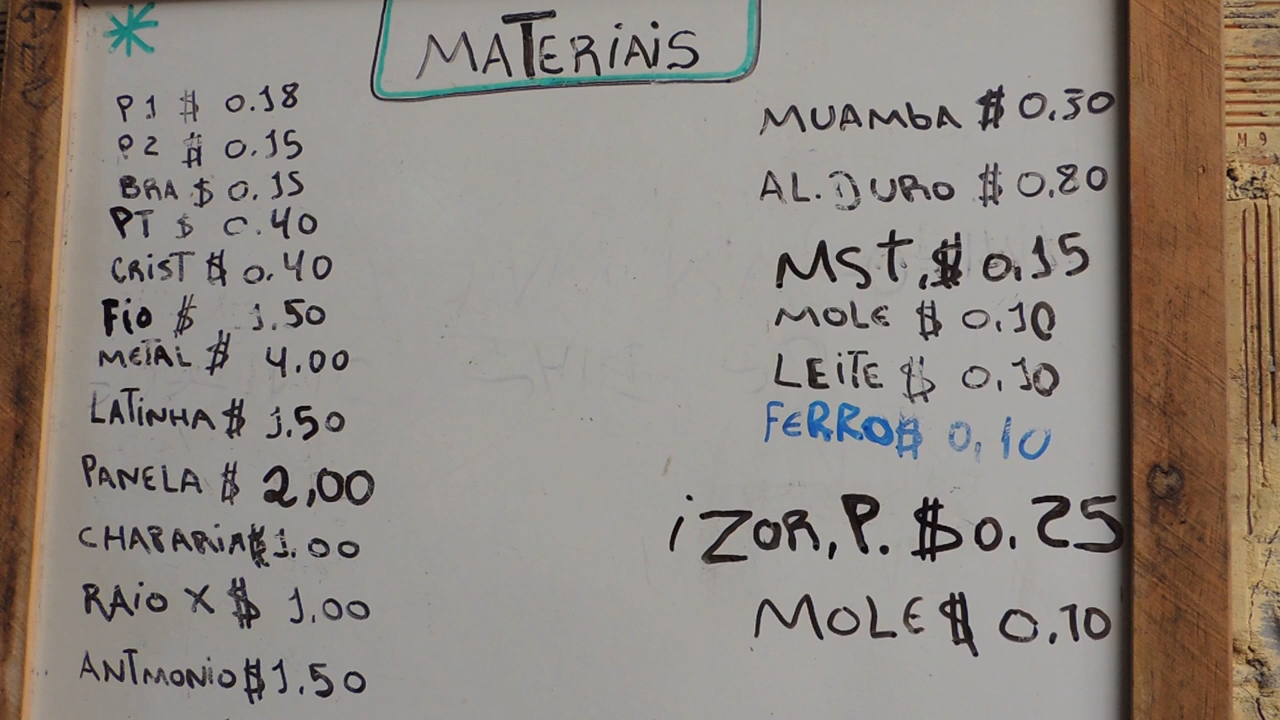 MATERIAIS
P1 $ 0.18
P2 $ 0.15
BRA $ 0.15
PT $ 0.40
CRIST $ 0.40
FIO $ 1.50
METAL $ 4.00
LATINHA $ 1.50
PANELA $ 2,00
CHAPARIA $ 1.00
RAIO X $ 1.00
ANTMONIO $ 1.50
MUAMBA $ 0.30
AL. DURO $ 0.80
MST, $ 0,15
MOLE $ 0.10
LEITE $ 0.10
FERRO $ 0,10
IZOR, P. $ 0.25
MOLE $ 0.10